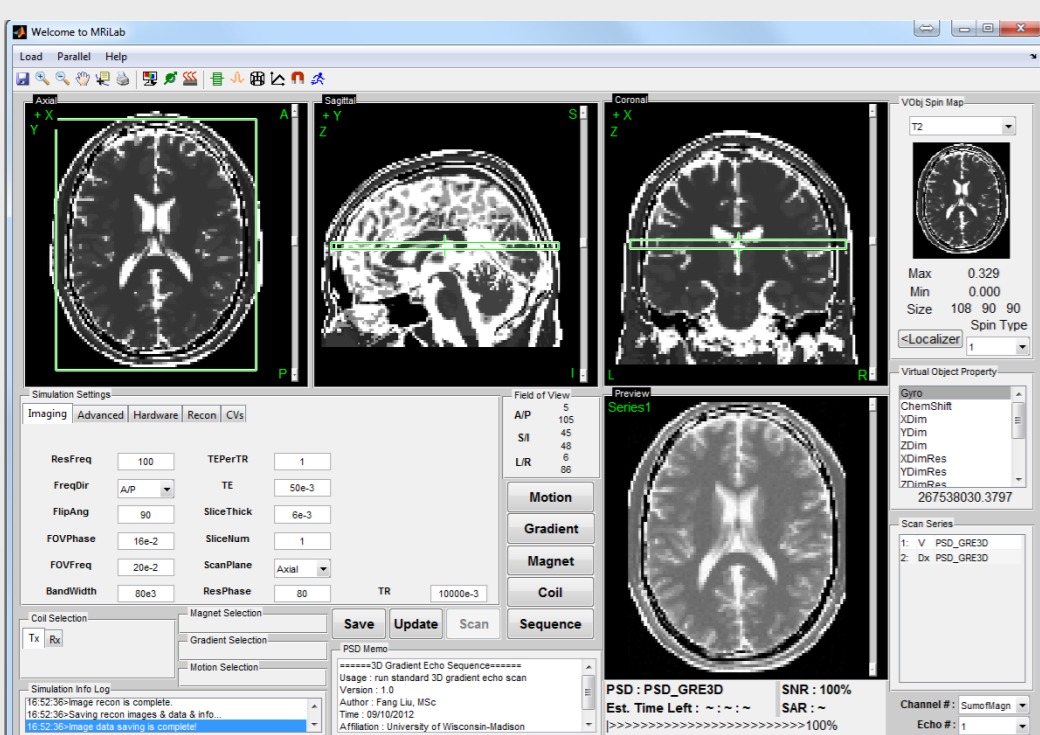 Welcome to MRiLab
Load Parallel Help
Axial
+ X
Y
A
P
Sagittal
+ Y
Z
S
I
Coronal
+ X
Z
L
R
VObj Spin Map
T2
Max 0.329
Min 0.000
Size 108 90 90
Spin Type
<Localizer
1
Simulation Settings
Imaging Advanced Hardware Recon CVs
ResFreq 100 TEPerTR 1
FreqDir A/P TE 50e-3
FlipAng 90 SliceThick 6e-3
FOVPhase 16e-2 SliceNum 1
FOVFreq 20e-2 ScanPlane Axial
BandWidth 80e3 ResPhase 80 TR 10000e-3
Field of View
A/P 5
105
S/I 45
48
L/R 6
86
Motion
Gradient
Magnet
Coil
Sequence
Preview
Series1
Virtual Object Property
Gyro
ChemShift
XDim
YDim
ZDim
XDimRes
YDimRes
ZDimRes
267538030.3797
Scan Series
1: V PSD_GRE3D
2: Dx PSD_GRE3D
Coil Selection
Tx Rx
Magnet Selection
Gradient Selection
Motion Selection
Save Update Scan
PSD Memo
======3D Gradient Echo Sequence======
Usage : run standard 3D gradient echo scan
Version : 1.0
Author : Fang Liu, MSc
Time : 09/10/2012
Affiliation : University of Wisconsin-Madison
Simulation Info Log
16:52:36>Image recon is complete.
16:52:36>Saving recon images & data & info...
16:52:36>Image data saving is complete!
PSD : PSD_GRE3D SNR : 100%
Est. Time Left : ~ : ~ : ~ SAR : ~
|>>>>>>>>>>>>>>>>>>>>>>>>>100%
Channel # : SumofMagn
Echo # : 1